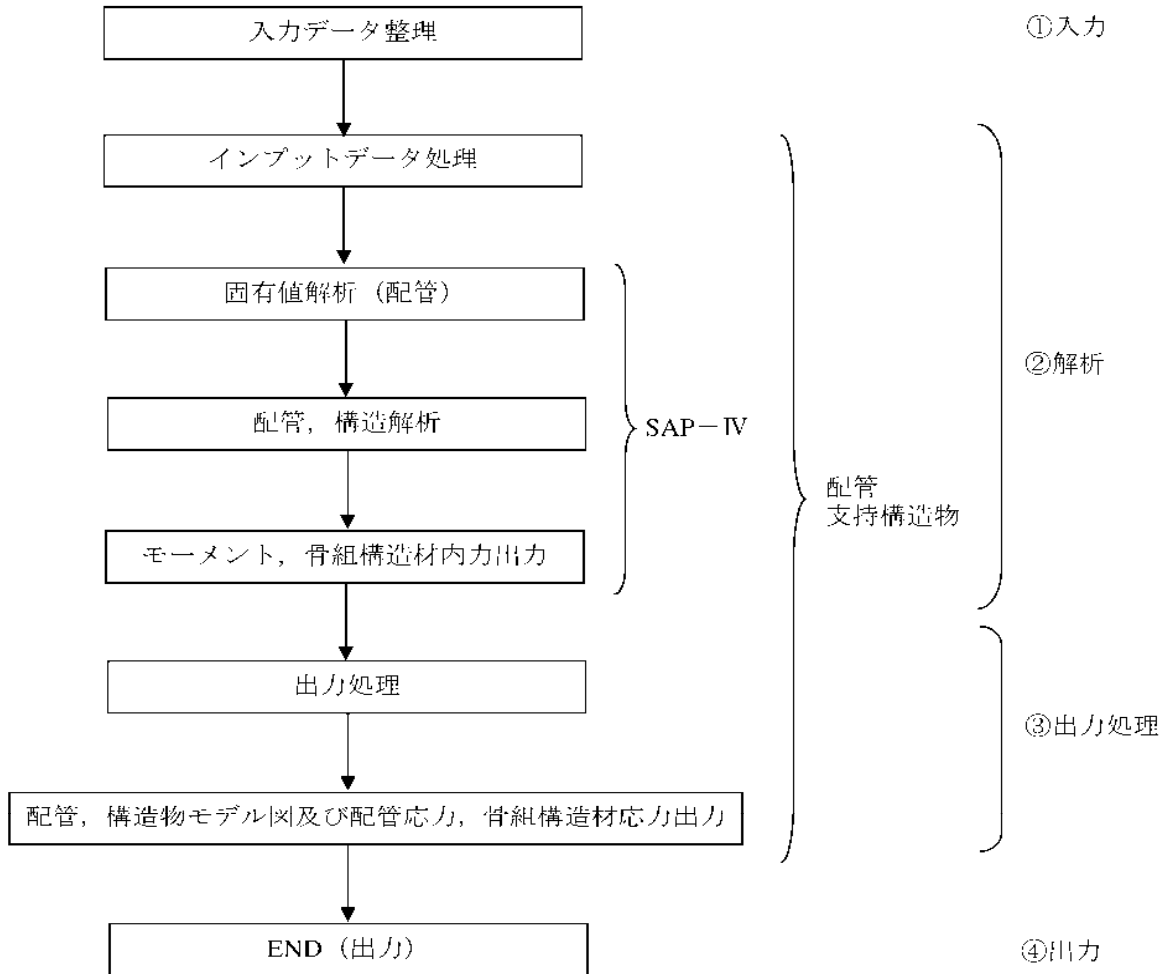 入力データ整理
①入力
インプットデータ処理
固有値解析（配管）
②解析
配管，構造解析
SAP－Ⅳ
配管
支持構造物
モーメント，骨組構造材内力出力
出力処理
③出力処理
配管，構造物モデル図及び配管応力，骨組構造材応力出力
END（出力）
④出力